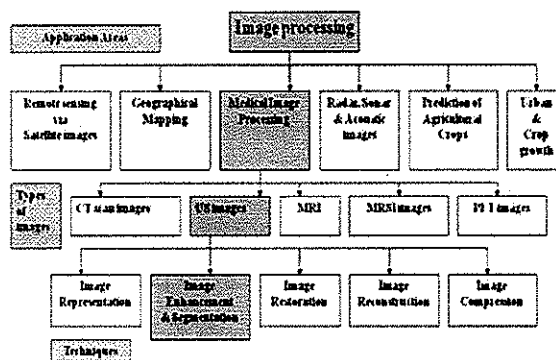 Image processing
Application Areas
Remote sensing
via
Satellite images
Geographical
Mapping
Medical Image
Processing
Radar, Sonar
& Acoustic
images
Prediction of
Agricultural
Crops
Urban
&
Crop
growth
Types
of
images
CT scan images
US images
MRI
MRSI images
PET images
Image
Representation
Image
Enhancement
& Segmentation
Image
Restoration
Image
Reconstruction
Image
Compression
Techniques